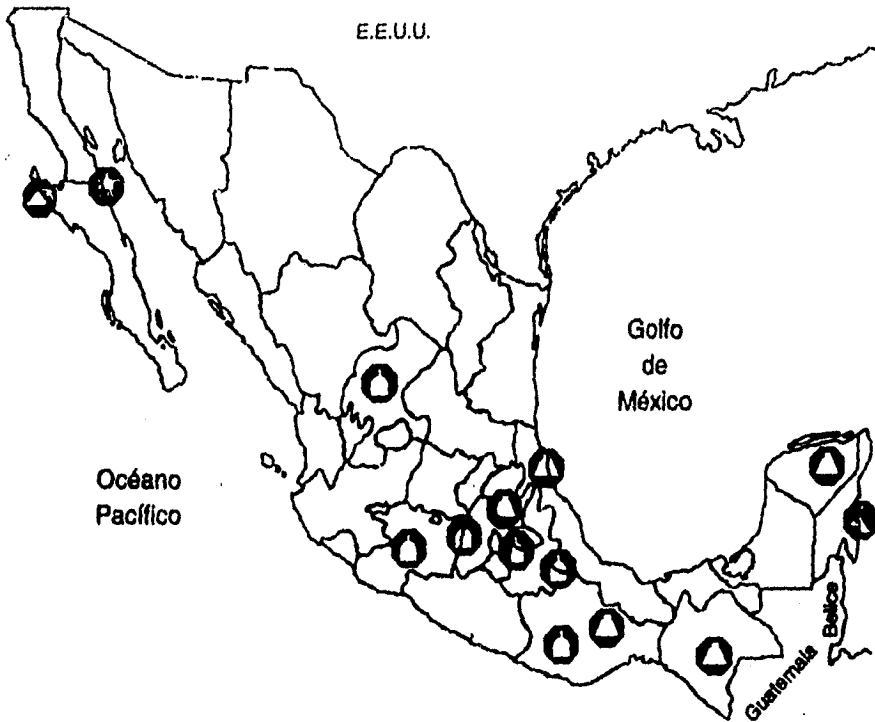 E.E.U.U.
Golfo
de
México
Océano
Pacífico
Belice
Guatemala